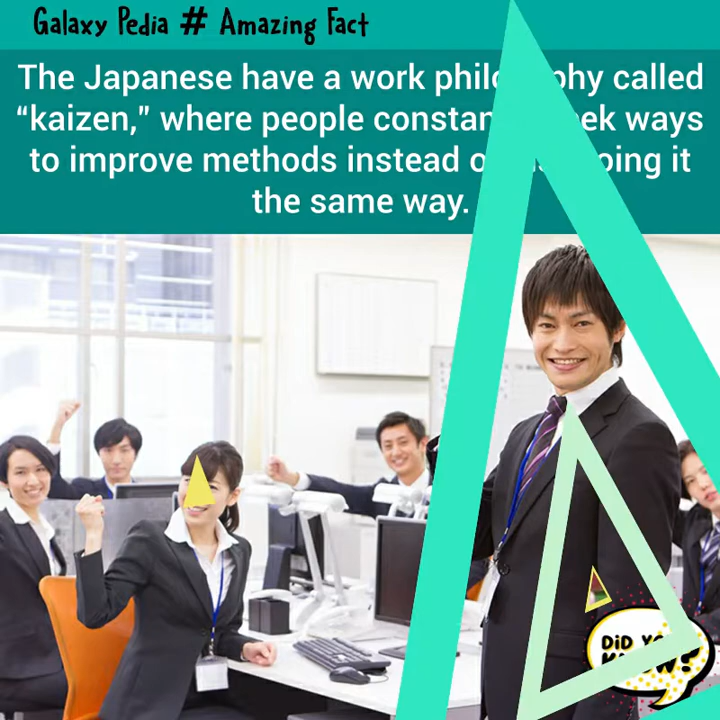 Galaxy Pedia # Amazing Fact
The Japanese have a work called
“kaizen,” where people ways
to improve methods instead it
the same way.
DiD